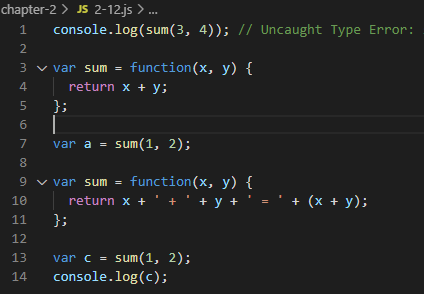 chapter-2 > JS 2-12.js > ...
1 console.log(sum(3, 4)); // Uncaught Type Error:
2
3 var sum = function(x, y) {
4 return x + y;
5 };
6
7 var a = sum(1, 2);
8
9 var sum = function(x, y) {
10 return x + ' + ' + y + ' = ' + (x + y);
11 };
12
13 var c = sum(1, 2);
14 console.log(c);